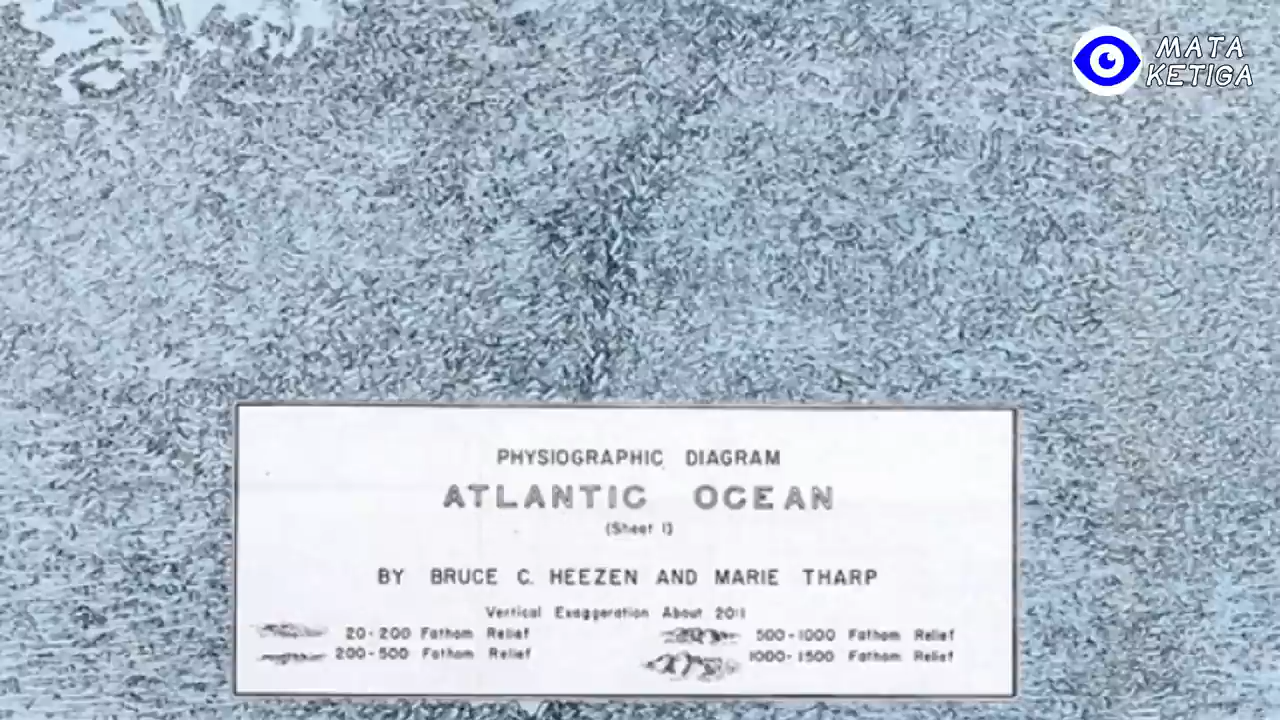 MATA
KETIGA
PHYSIOGRAPHIC DIAGRAM
ATLANTIC OCEAN
(Sheet 1)
BY BRUCE C. HEEZEN AND MARIE THARP
Vertical Exaggeration About 20:1
20-200 Fathom Relief 500-1000 Fathom Relief
200-500 Fathom Relief 1000-1500 Fathom Relief